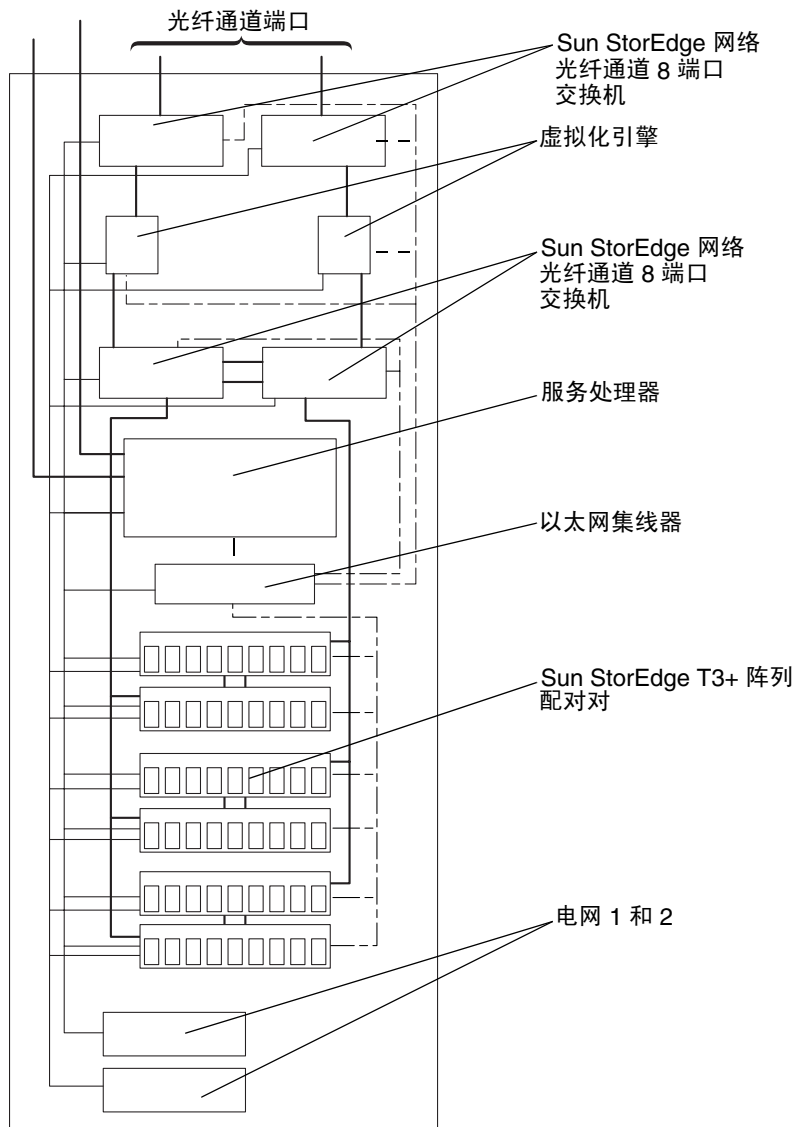 光纤通道端口
Sun StorEdge 网络
光纤通道 8 端口
交换机
虚拟化引擎
Sun StorEdge 网络
光纤通道 8 端口
交换机
服务处理器
以太网集线器
Sun StorEdge T3+ 阵列
配对对
电网 1 和 2